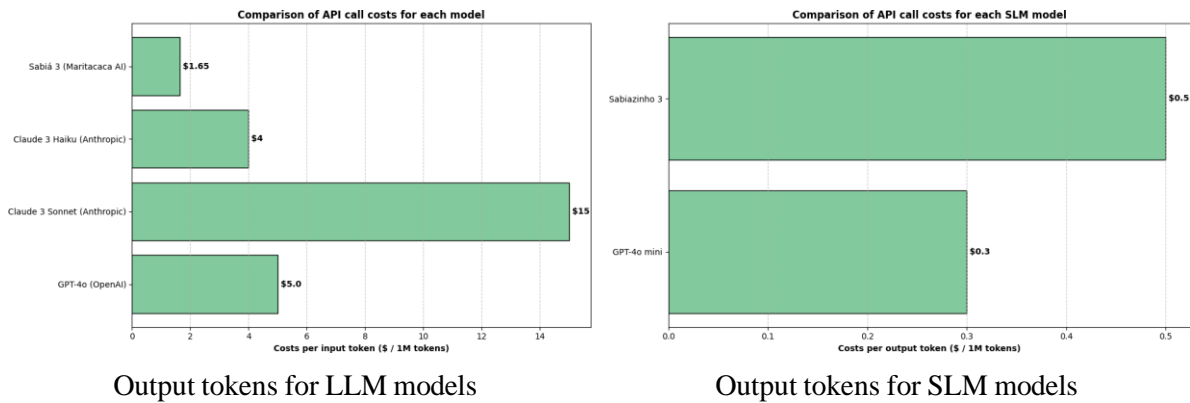 Comparison of API call costs for each model
Sabiá 3 (Maritacaca AI)
$1.65
Claude 3 Haiku (Anthropic)
$4
Claude 3 Sonnet (Anthropic)
$15
GPT-4o (OpenAI)
$5.0
0 2 4 6 8 10 12 14
Costs per input token ($ / 1M tokens)
Output tokens for LLM models
Comparison of API call costs for each SLM model
Sabiazinho 3
$0.5
GPT-4o mini
$0.3
0.0 0.1 0.2 0.3 0.4 0.5
Costs per output token ($ / 1M tokens)
Output tokens for SLM models